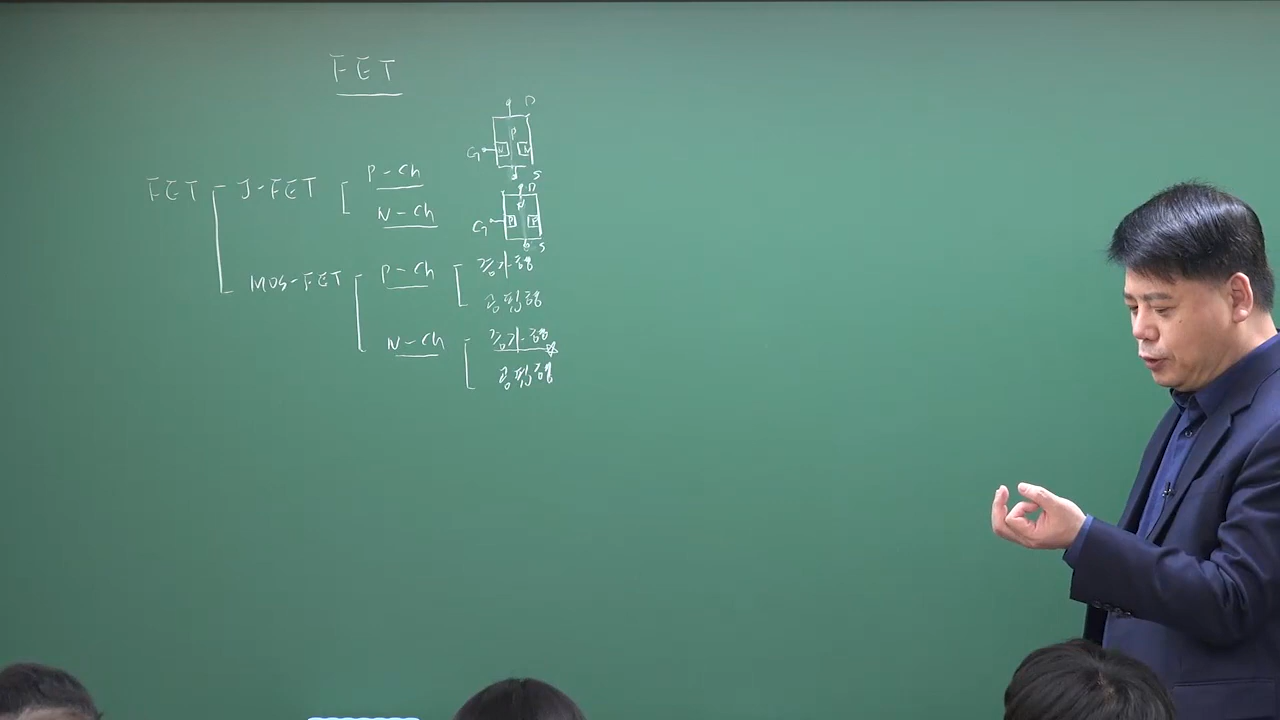 FET
D
P
G N N
S
FET J-FET P-Ch
N-Ch
D
N
G P P
S
MOS-FET P-Ch 증가형
공핍형
N-Ch 증가형
공핍형